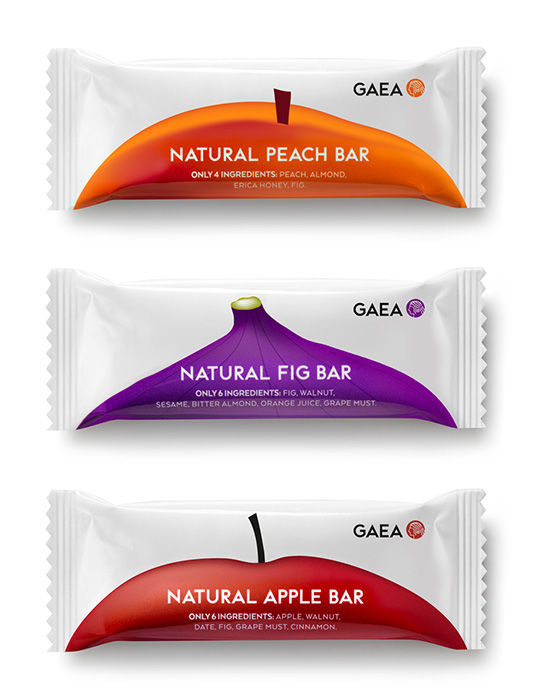 GAEA
NATURAL PEACH BAR
ONLY 4 INGREDIENTS: PEACH, ALMOND,
ERICA HONEY, FIG.
GAEA
NATURAL FIG BAR
ONLY 6 INGREDIENTS: FIG, WALNUT,
SESAME, BITTER ALMOND, ORANGE JUICE, GRAPE MUST.
GAEA
NATURAL APPLE BAR
ONLY 6 INGREDIENTS: APPLE, WALNUT,
DATE, FIG, GRAPE MUST, CINNAMON.